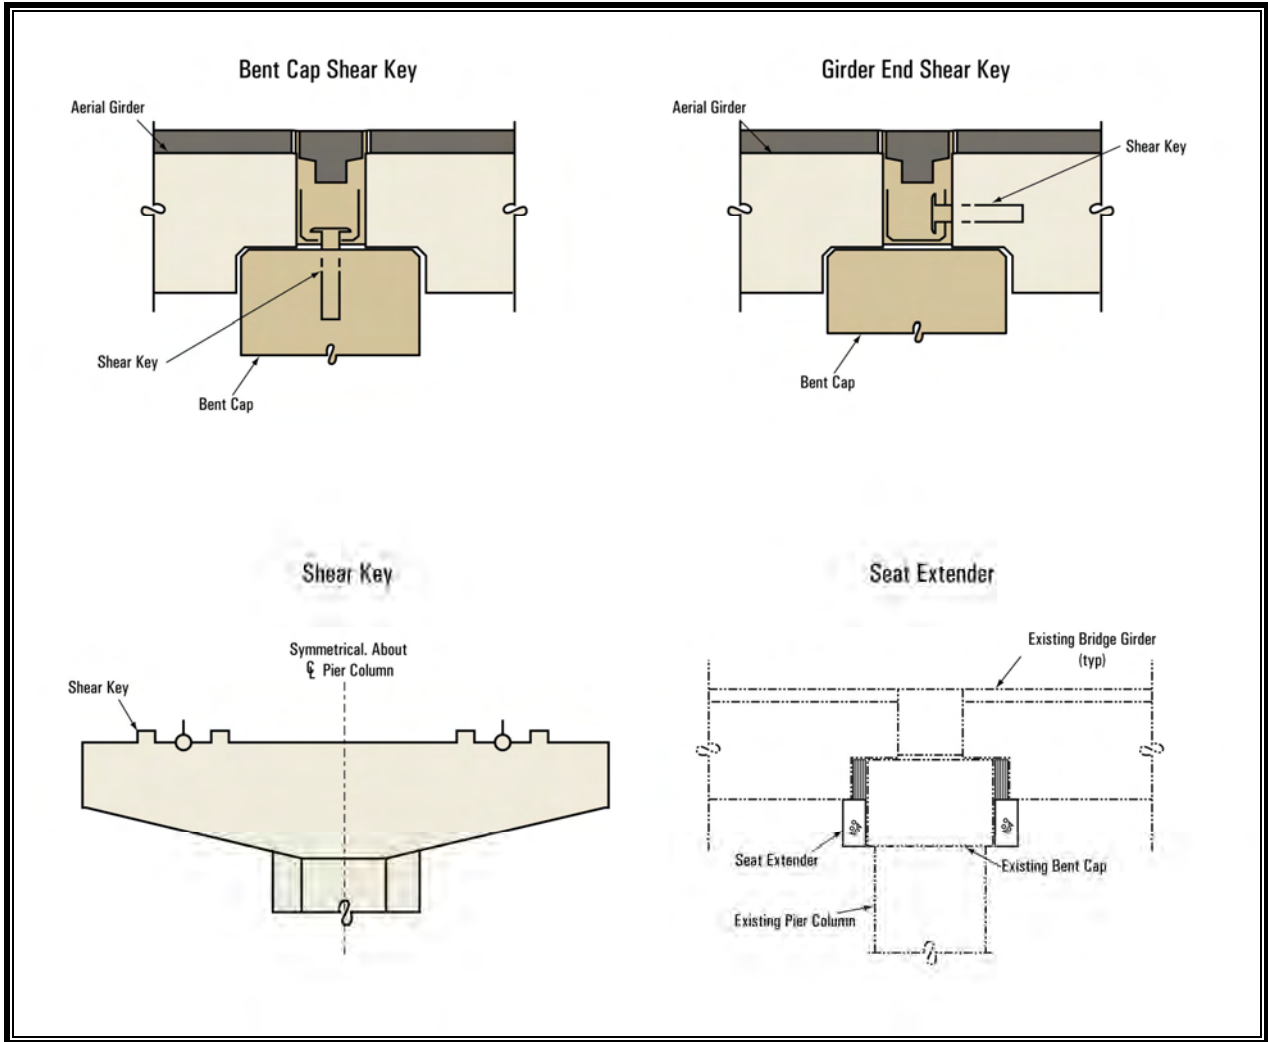 Bent Cap Shear Key
Aerial Girder
Shear Key
Bent Cap
Girder End Shear Key
Aerial Girder
Shear Key
Bent Cap
Shear Key
Symmetrical. About
℄ Pier Column
Shear Key
Seat Extender
Existing Bridge Girder
(typ)
Seat Extender
Existing Bent Cap
Existing Pier Column